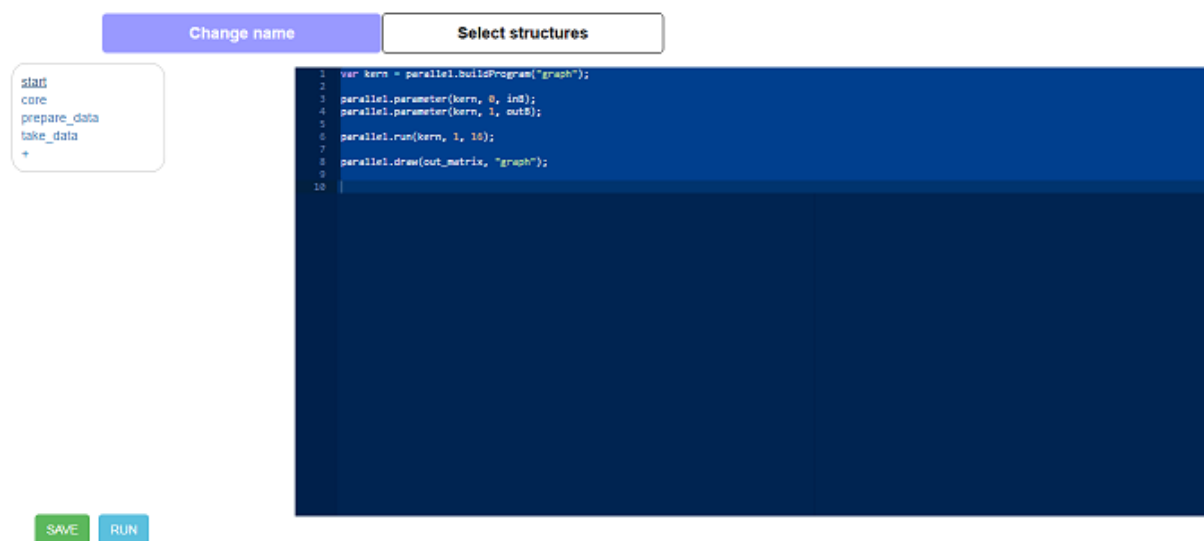 Change name
Select structures
start
core
prepare_data
take_data
+
1 var kern = parallel.buildProgram("graph");
2
3 parallel.parameter(kern, 0, inB);
4 parallel.parameter(kern, 1, outB);
5
6 parallel.run(kern, 1, 16);
7
8 parallel.draw(out_matrix, "graph");
9
10
SAVE
RUN